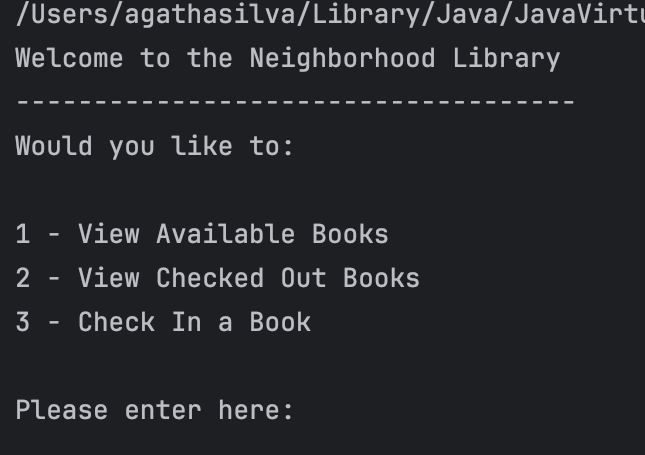 /Users/agathasilva/Library/Java/JavaVirtu
Welcome to the Neighborhood Library
------------------------------------
Would you like to:
1 - View Available Books
2 - View Checked Out Books
3 - Check In a Book
Please enter here: